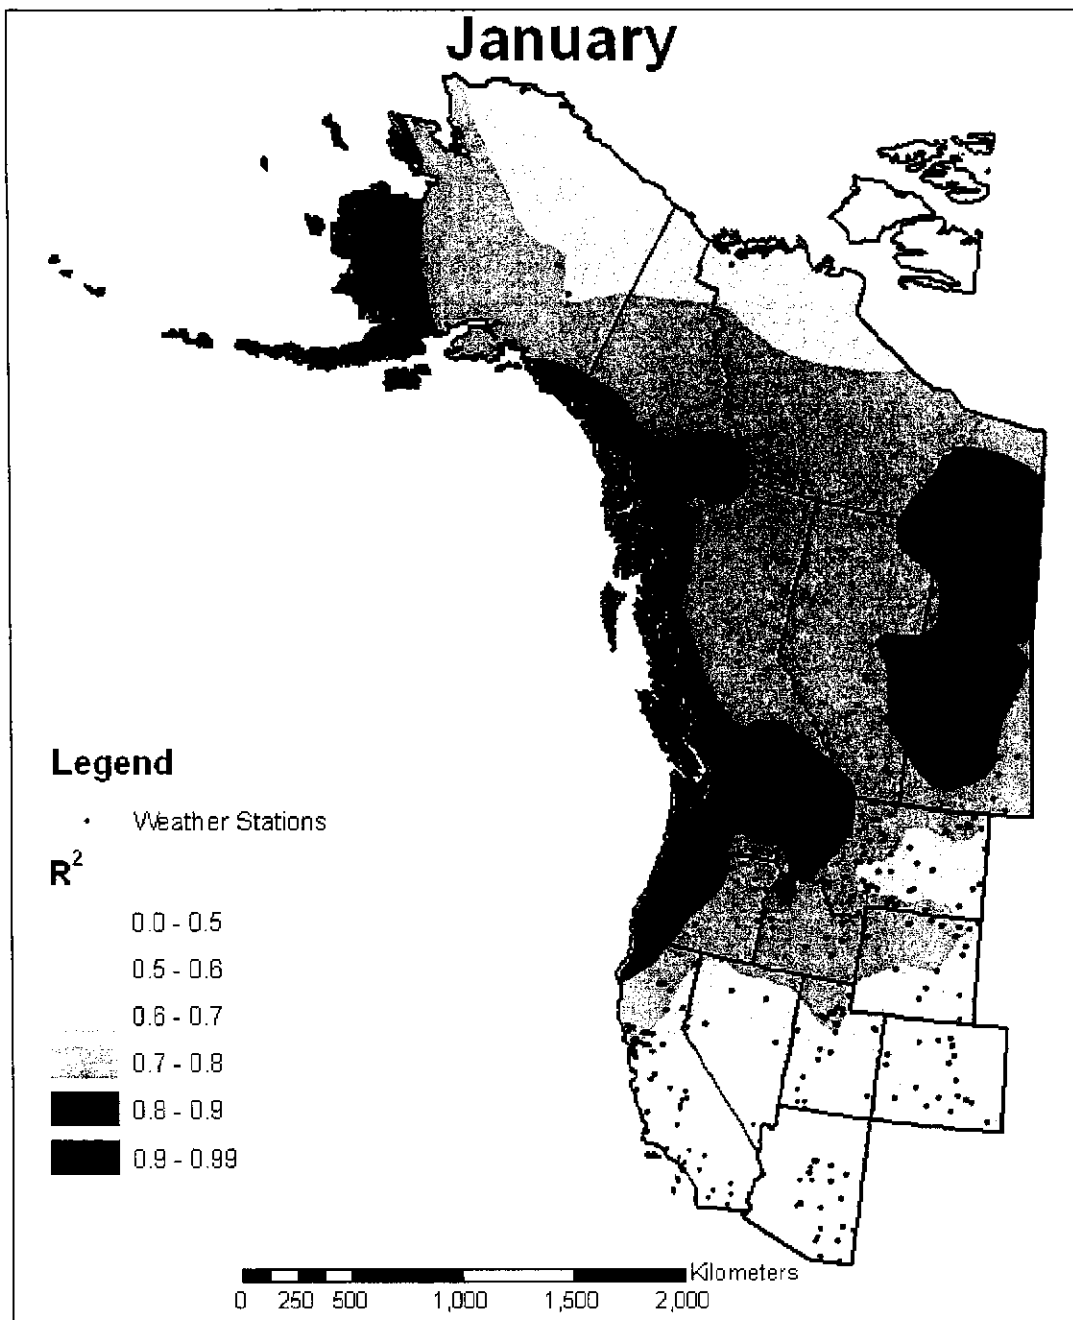 January
Legend
Weather Stations
R²
0.0 - 0.5
0.5 - 0.6
0.6 - 0.7
0.7 - 0.8
0.8 - 0.9
0.9 - 0.99
Kilometers
0 250 500 1,000 1,500 2,000